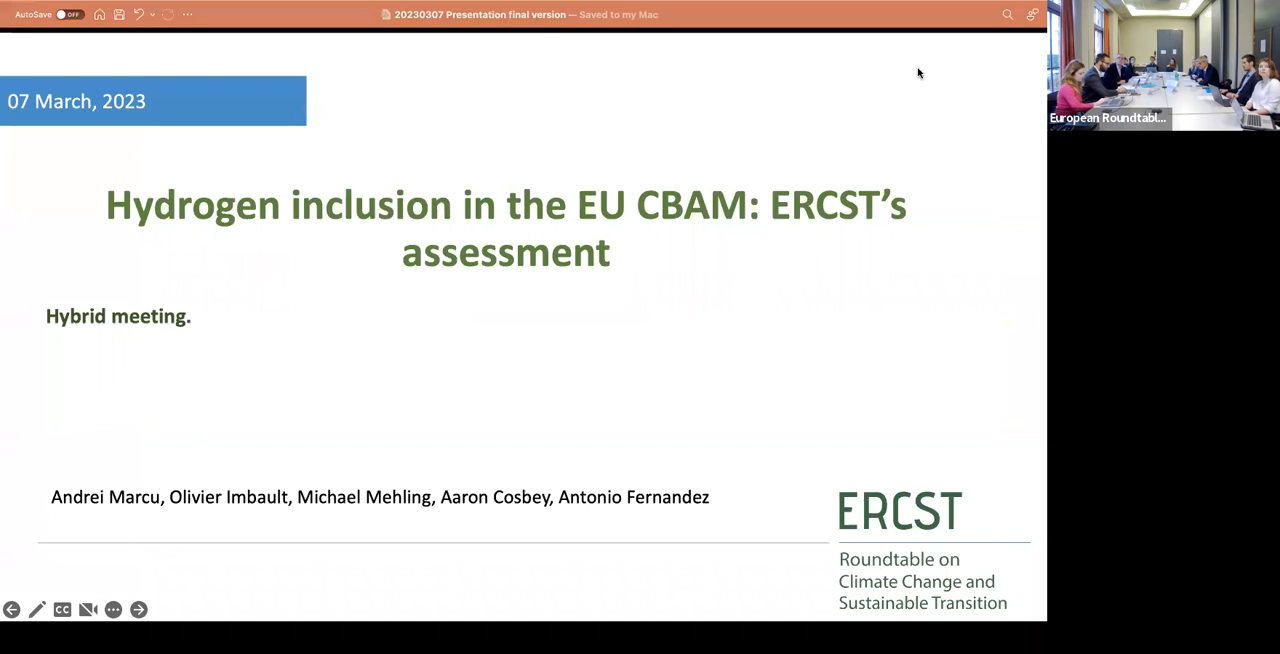 AutoSave OFF
20230307 Presentation final version — Saved to my Mac
07 March, 2023
European Roundtabl...
Hydrogen inclusion in the EU CBAM: ERCST’s
assessment
Hybrid meeting.
Andrei Marcu, Olivier Imbault, Michael Mehling, Aaron Cosbey, Antonio Fernandez
ERCST
Roundtable on
Climate Change and
Sustainable Transition
CC